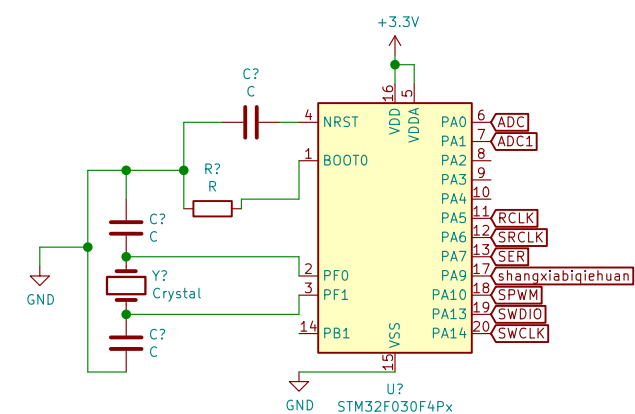 +3.3V
C?
C
16
VDD
5
VDDA
4 NRST
PA0 6 ADC
PA1 7 ADC1
1 BOOT0
PA2 8
R?
R
PA3 9
PA4 10
C?
C
PA5 11 RCLK
PA6 12 SRCLK
PA7 13 SER
Y?
Crystal
2 PF0
PA9 17 shangxiabiqiehuan
3 PF1
PA10 18 SPWM
GND
PA13 19 SWDIO
C?
C
14 PB1
PA14 20 SWCLK
VSS
15
GND
U?
STM32F030F4Px